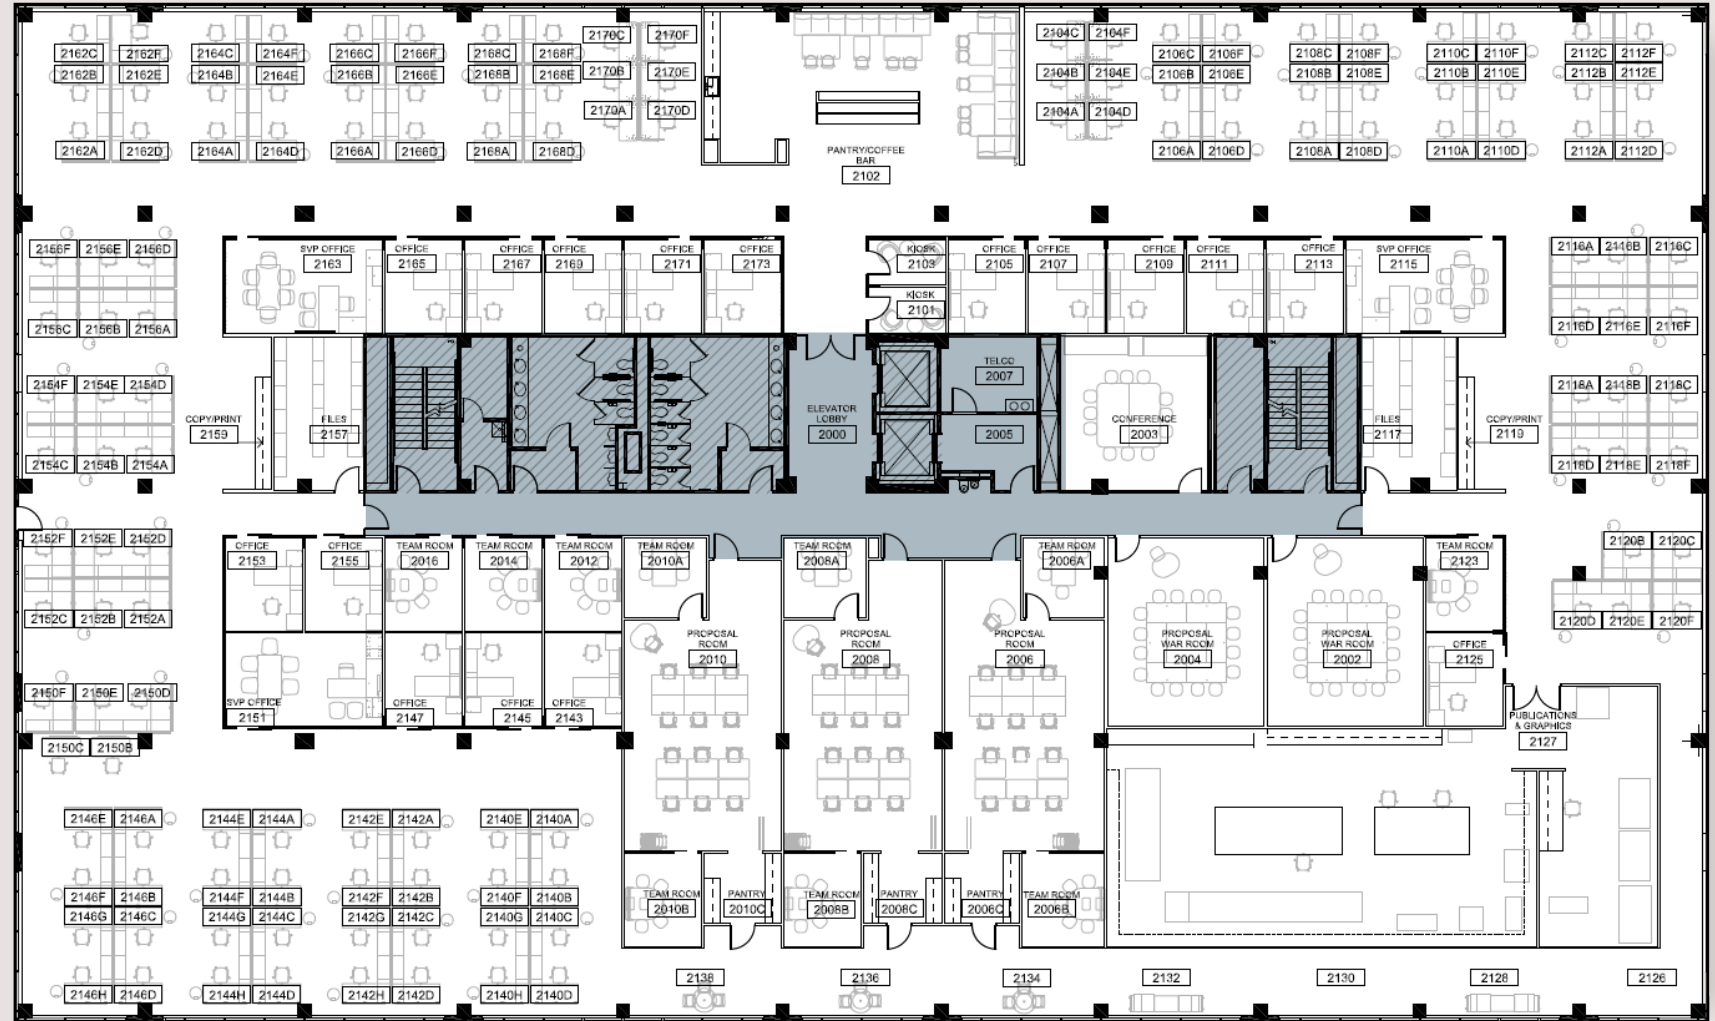 2162C 2162F 2164C 2164F 2166C 2166F 2168C 2168F 2170C 2170F 2104C 2104F 2106C 2106F 2108C 2108F 2110C 2110F 2112C 2112F
2162B 2162E 2164B 2164E 2166B 2166E 2168B 2168E 2170B 2170E 2104B 2104E 2106B 2106E 2108B 2108E 2110B 2110E 2112B 2112E
2170A 2170D 2104A 2104D
2162A 2162D 2164A 2164D 2166A 2166D 2168A 2168D 2106A 2106D 2108A 2108D 2110A 2110D 2112A 2112D
PANTRY/COFFEE
BAR
2102
2156F 2156E 2156D
2156C 2156B 2156A
SVP OFFICE
2163
OFFICE
2165
OFFICE
2167
OFFICE
2169
OFFICE
2171
OFFICE
2173
KIOSK
2103
KIOSK
2101
OFFICE
2105
OFFICE
2107
OFFICE
2109
OFFICE
2111
OFFICE
2113
SVP OFFICE
2115
2116A 2116B 2116C
2116D 2116E 2116F
2154F 2154E 2154D
2154C 2154B 2154A
COPY/PRINT
2159
FILES
2157
ELEVATOR
LOBBY
2000
TELCO
2007
2005
CONFERENCE
2003
FILES
2117
COPY/PRINT
2119
2118A 2118B 2118C
2118D 2118E 2118F
2152F 2152E 2152D
2152C 2152B 2152A
OFFICE
2153
OFFICE
2155
TEAM ROOM
2016
TEAM ROOM
2014
TEAM ROOM
2012
TEAM ROOM
2010A
TEAM ROOM
2008A
TEAM ROOM
2006A
TEAM ROOM
2123
2120B 2120C
2120D 2120E 2120F
PROPOSAL
ROOM
2010
PROPOSAL
ROOM
2008
PROPOSAL
ROOM
2006
PROPOSAL
WAR ROOM
2004
PROPOSAL
WAR ROOM
2002
OFFICE
2125
2150F 2150E 2150D
2150C 2150B
SVP OFFICE
2151
OFFICE
2147
OFFICE
2145
OFFICE
2143
PUBLICATIONS
& GRAPHICS
2127
2146E 2146A 2144E 2144A 2142E 2142A 2140E 2140A
2146F 2146B 2144F 2144B 2142F 2142B 2140F 2140B
2146G 2146C 2144G 2144C 2142G 2142C 2140G 2140C
2146H 2146D 2144H 2144D 2142H 2142D 2140H 2140D
TEAM ROOM
2010B
PANTRY
2010C
TEAM ROOM
2008B
PANTRY
2008C
PANTRY
2006C
TEAM ROOM
2006B
2138 2136 2134 2132 2130 2128 2126